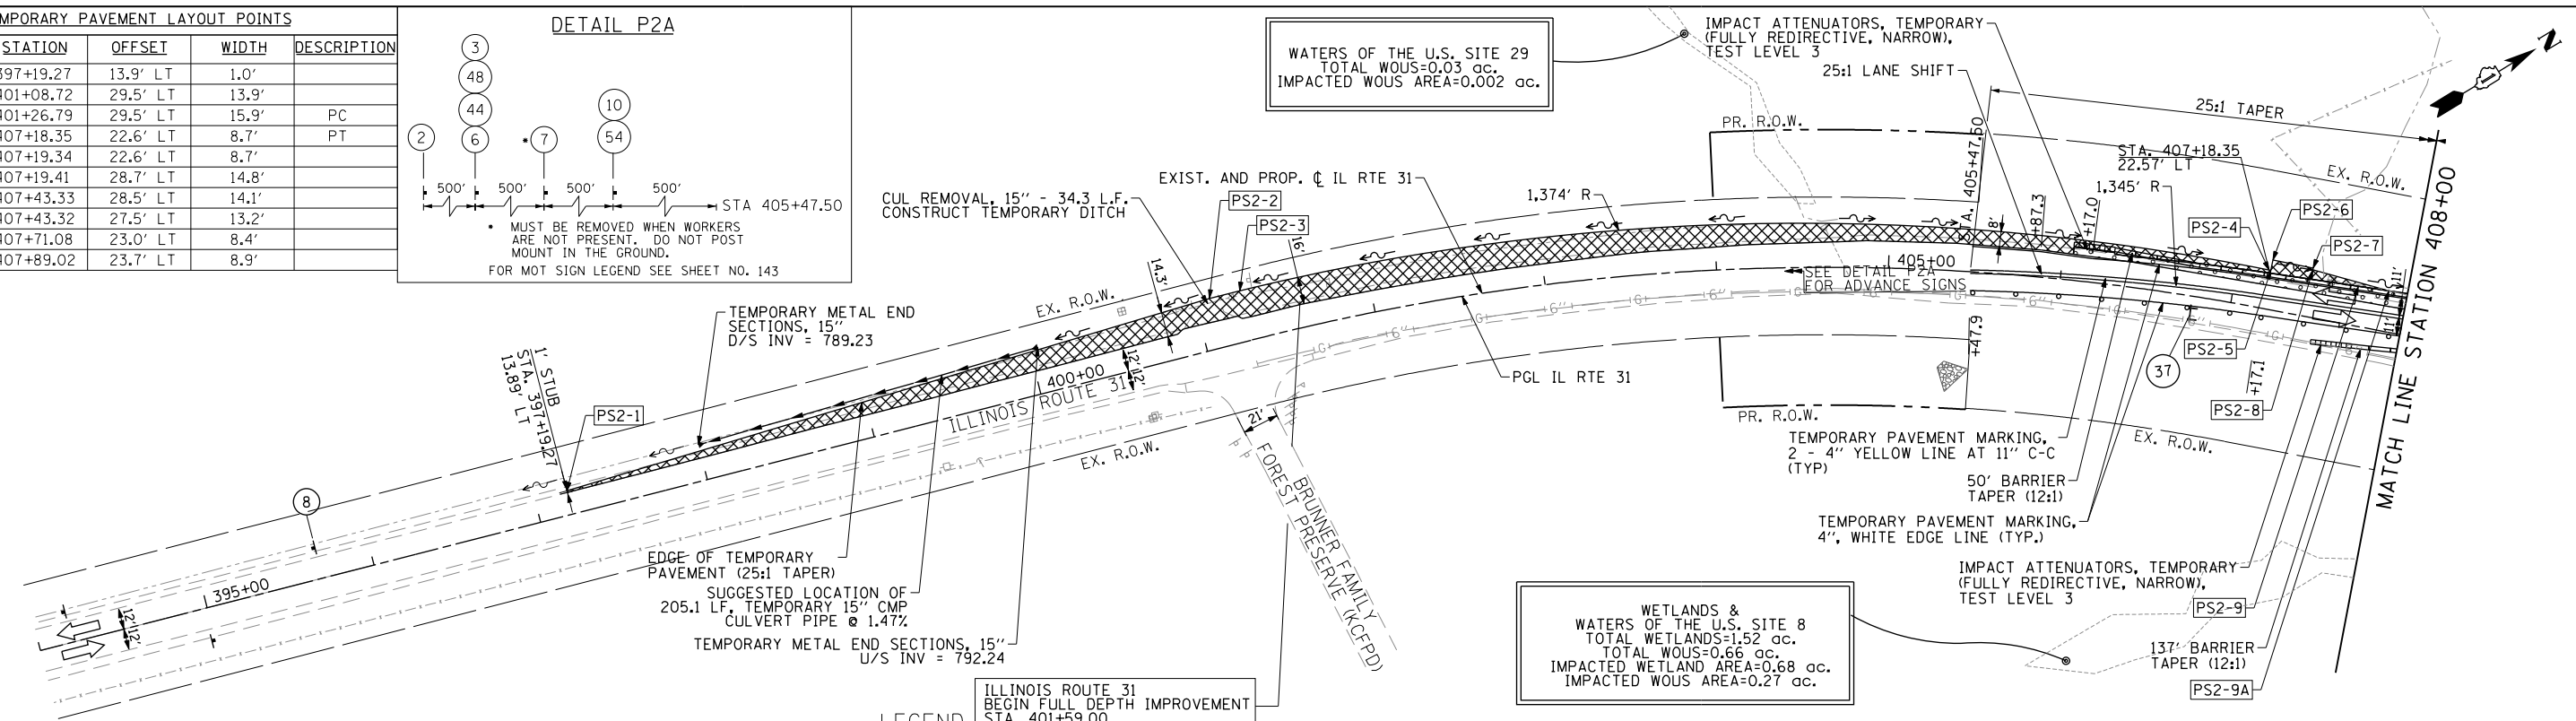 MPORARY PAVEMENT LAYOUT POINTS
STATION OFFSET WIDTH DESCRIPTION
397+19.27 13.9' LT 1.0'
401+08.72 29.5' LT 13.9'
401+26.79 29.5' LT 15.9' PC
407+18.35 22.6' LT 8.7' PT
407+19.34 22.6' LT 8.7'
407+19.41 28.7' LT 14.8'
407+43.33 28.5' LT 14.1'
407+43.32 27.5' LT 13.2'
407+71.08 23.0' LT 8.4'
407+89.02 23.7' LT 8.9'
DETAIL P2A
3
48
44
10
2
6
* 7
54
500' 500' 500' 500'
STA 405+47.50
* MUST BE REMOVED WHEN WORKERS
ARE NOT PRESENT. DO NOT POST
MOUNT IN THE GROUND.
FOR MOT SIGN LEGEND SEE SHEET NO. 143
WATERS OF THE U.S. SITE 29
TOTAL WOUS=0.03 ac.
IMPACTED WOUS AREA=0.002 ac.
IMPACT ATTENUATORS, TEMPORARY
(FULLY REDIRECTIVE, NARROW),
TEST LEVEL 3
25:1 LANE SHIFT
25:1 TAPER
N
PR. R.O.W.
STA. 405+47.50
STA. 407+18.35
22.57' LT
EX. R.O.W.
EXIST. AND PROP. ℄ IL RTE 31
CUL REMOVAL, 15" - 34.3 L.F.
CONSTRUCT TEMPORARY DITCH
PS2-2
PS2-3
1,374' R
1,345' R
8'
+87.3
+17.0
PS2-4
PS2-6
PS2-7
MATCH LINE STATION 408+00
16'
14.3'
405+00
SEE DETAIL P2A
FOR ADVANCE SIGNS
11'
11'
EX. R.O.W.
TEMPORARY METAL END
SECTIONS, 15"
D/S INV = 789.23
1' STUB
STA. 397+19.27
13.89' LT
PS2-1
12' 12'
400+00
ILLINOIS ROUTE 31
6" G 6" G 6" G 6" G
+47.9
PS2-5
37
+17.1
PS2-8
PGL IL RTE 31
21'
EX. R.O.W.
PR. R.O.W.
EX. R.O.W.
TEMPORARY PAVEMENT MARKING,
2 - 4" YELLOW LINE AT 11" C-C
(TYP)
50' BARRIER
TAPER (12:1)
TEMPORARY PAVEMENT MARKING,
4", WHITE EDGE LINE (TYP.)
8
BRUNNER FAMILY
FOREST PRESERVE (KCFPD)
EDGE OF TEMPORARY
PAVEMENT (25:1 TAPER)
SUGGESTED LOCATION OF
205.1 LF, TEMPORARY 15" CMP
CULVERT PIPE @ 1.47%
TEMPORARY METAL END SECTIONS, 15"
U/S INV = 792.24
395+00
12' 12'
IMPACT ATTENUATORS, TEMPORARY
(FULLY REDIRECTIVE, NARROW),
TEST LEVEL 3
PS2-9
137' BARRIER
TAPER (12:1)
PS2-9A
WETLANDS &
WATERS OF THE U.S. SITE 8
TOTAL WETLANDS=1.52 ac.
TOTAL WOUS=0.66 ac.
IMPACTED WETLAND AREA=0.68 ac.
IMPACTED WOUS AREA=0.27 ac.
ILLINOIS ROUTE 31
BEGIN FULL DEPTH IMPROVEMENT
STA. 401+59.00
LEGEND